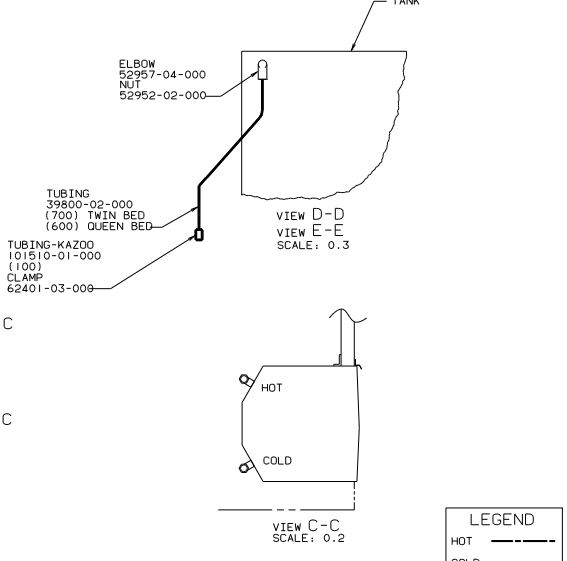 TANK
ELBOW
52957-04-000
NUT
52952-02-000
TUBING
39800-02-000
(700) TWIN BED
(600) QUEEN BED
TUBING-KAZOO
101510-01-000
(100)
CLAMP
62401-03-000
VIEW D-D
VIEW E-E
SCALE: 0.3
C
HOT
C
COLD
VIEW C-C
SCALE: 0.2
LEGEND
HOT
COLD